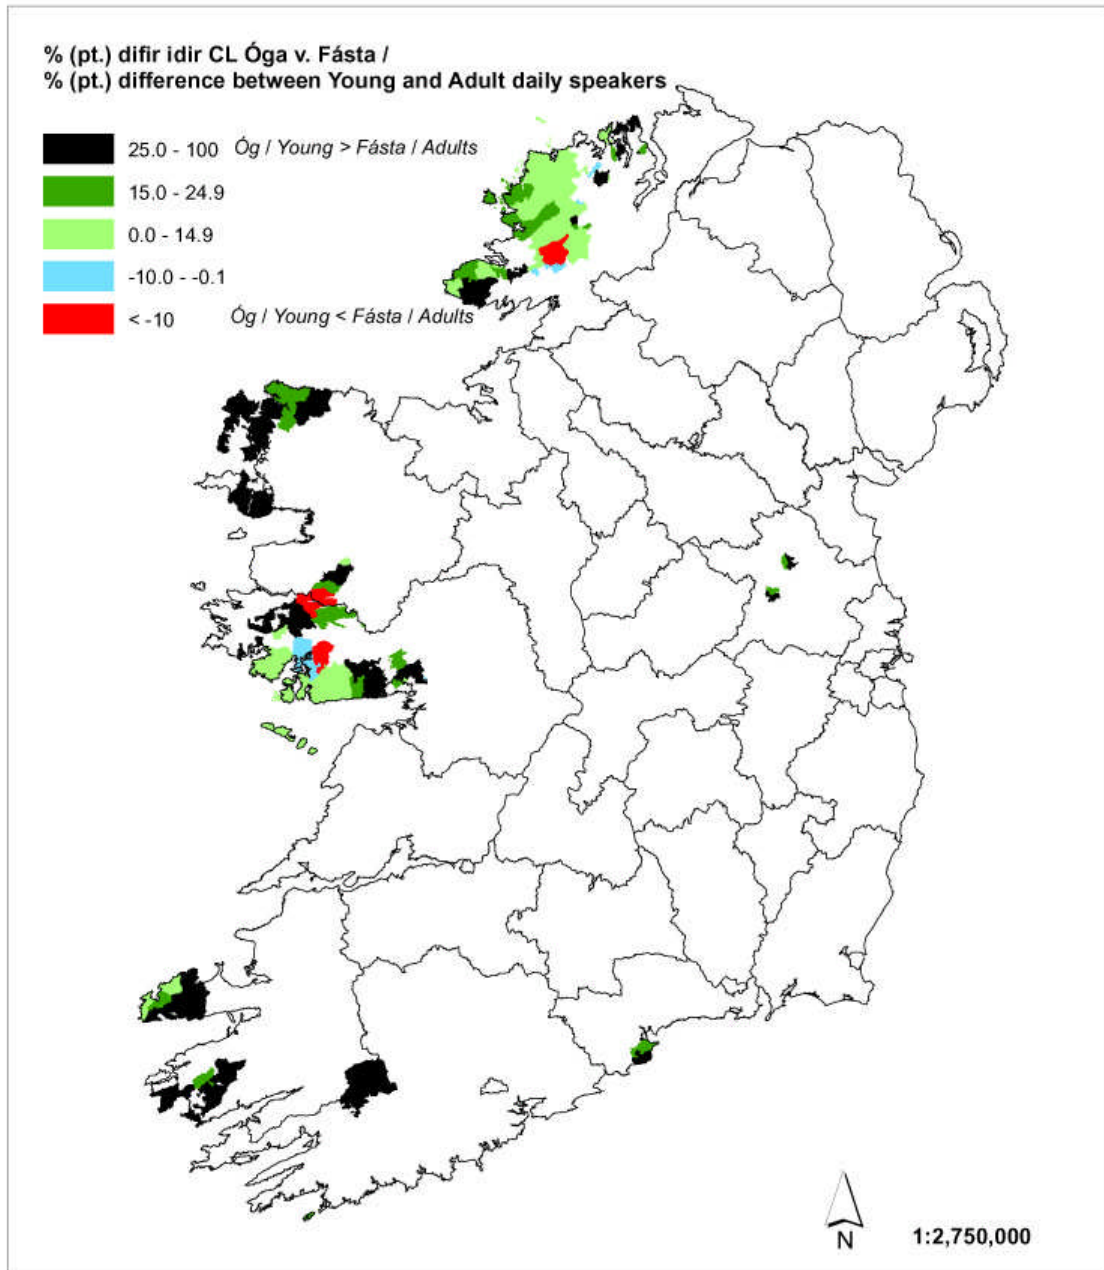 % (pt.) difir idir CL Óga v. Fásta /
% (pt.) difference between Young and Adult daily speakers
25.0 - 100 Óg / Young > Fásta / Adults
15.0 - 24.9
0.0 - 14.9
-10.0 - -0.1
< -10 Óg / Young < Fásta / Adults
N
1:2,750,000